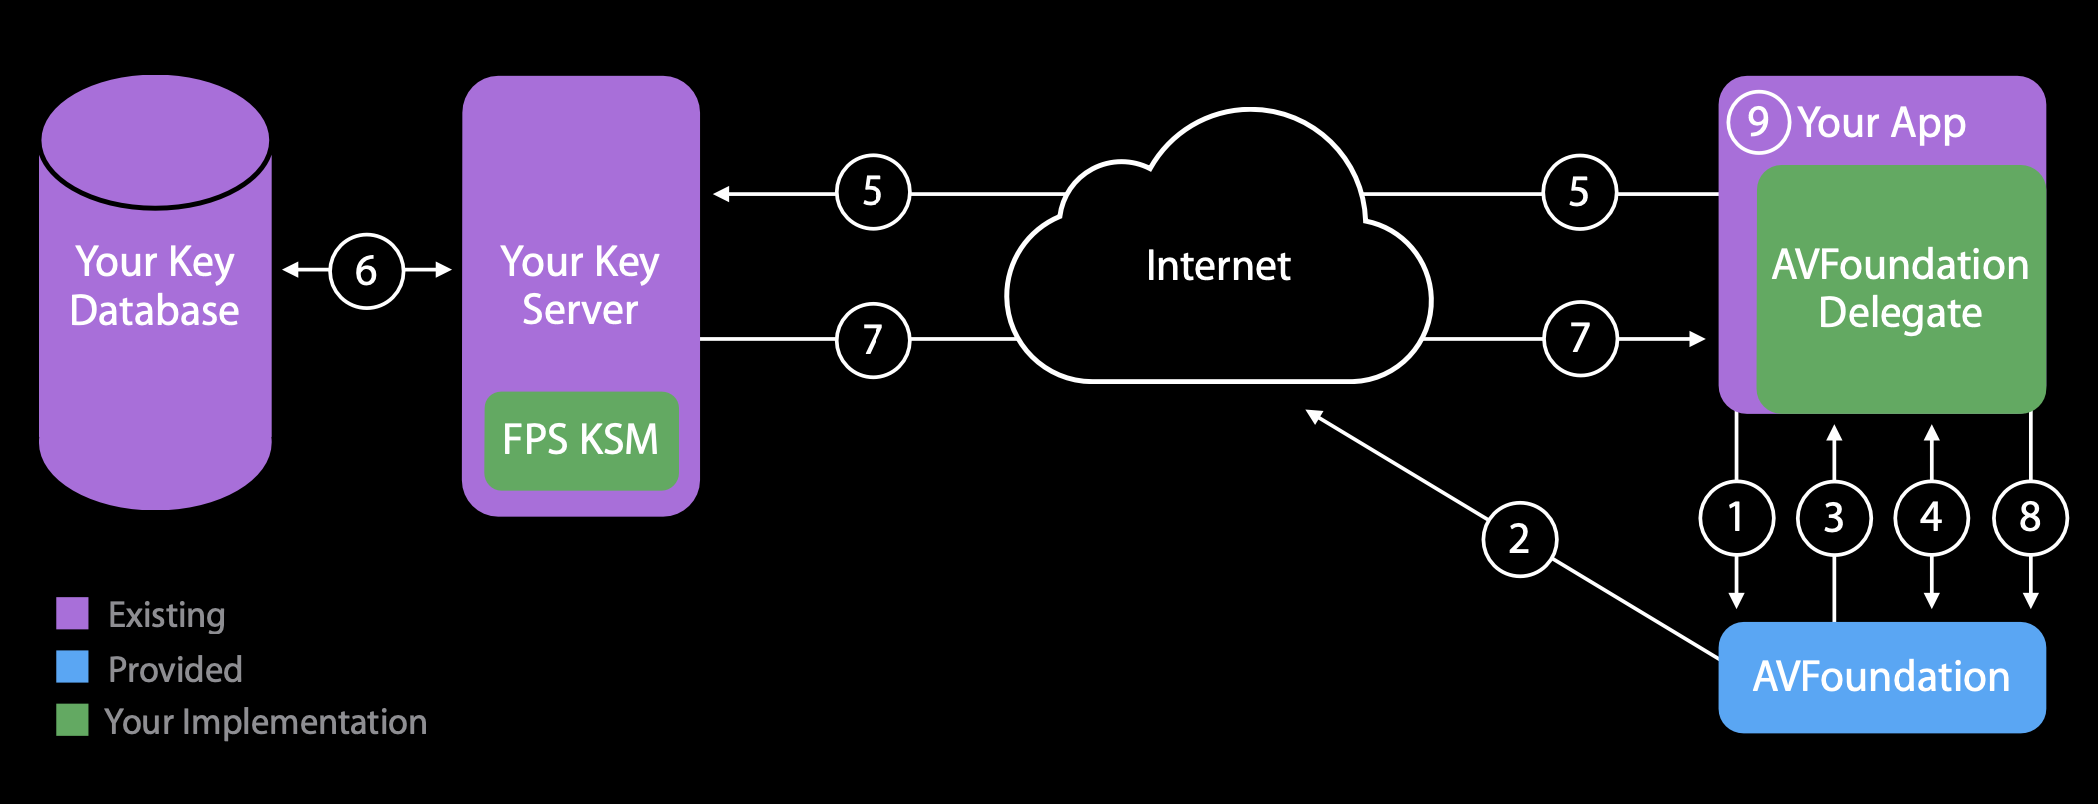 9 Your App
5
5
AVFoundation
Delegate
Your Key
Database
6
Your Key
Server
Internet
7
7
FPS KSM
1
3
4
8
2
AVFoundation
Existing
Provided
Your Implementation